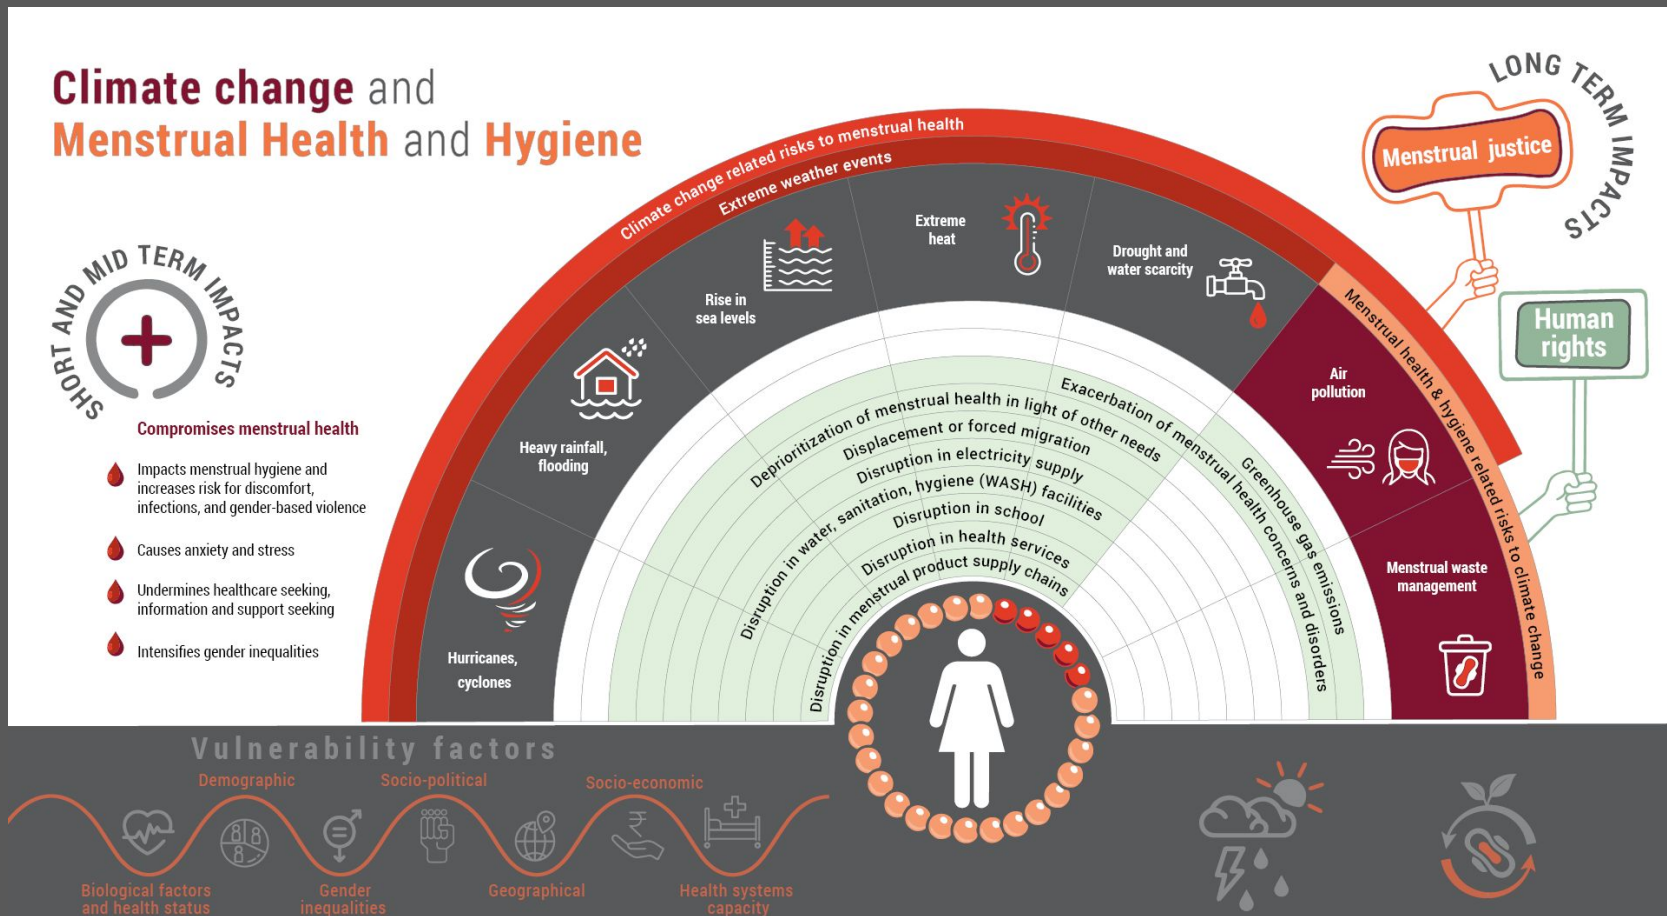 Climate change and
Menstrual Health and Hygiene
SHORT AND MID TERM IMPACTS
Compromises menstrual health
Impacts menstrual hygiene and
increases risk for discomfort,
infections, and gender-based violence
Causes anxiety and stress
Undermines healthcare seeking,
information and support seeking
Intensifies gender inequalities
Climate change related risks to menstrual health
Extreme weather events
Hurricanes,
cyclones
Heavy rainfall,
flooding
Rise in
sea levels
Extreme
heat
Drought and
water scarcity
Menstrual health & hygiene related risks to climate change
Air
pollution
Menstrual waste
management
Greenhouse gas emissions
Exacerbation of menstrual health concerns and disorders
Deprioritization of menstrual health in light of other needs
Displacement or forced migration
Disruption in electricity supply
Disruption in water, sanitation, hygiene (WASH) facilities
Disruption in school
Disruption in health services
Disruption in menstrual product supply chains
LONG TERM IMPACTS
Menstrual justice
Human
rights
Vulnerability factors
Demographic
Socio-political
Socio-economic
₹
Biological factors
and health status
Gender
inequalities
Geographical
Health systems
capacity